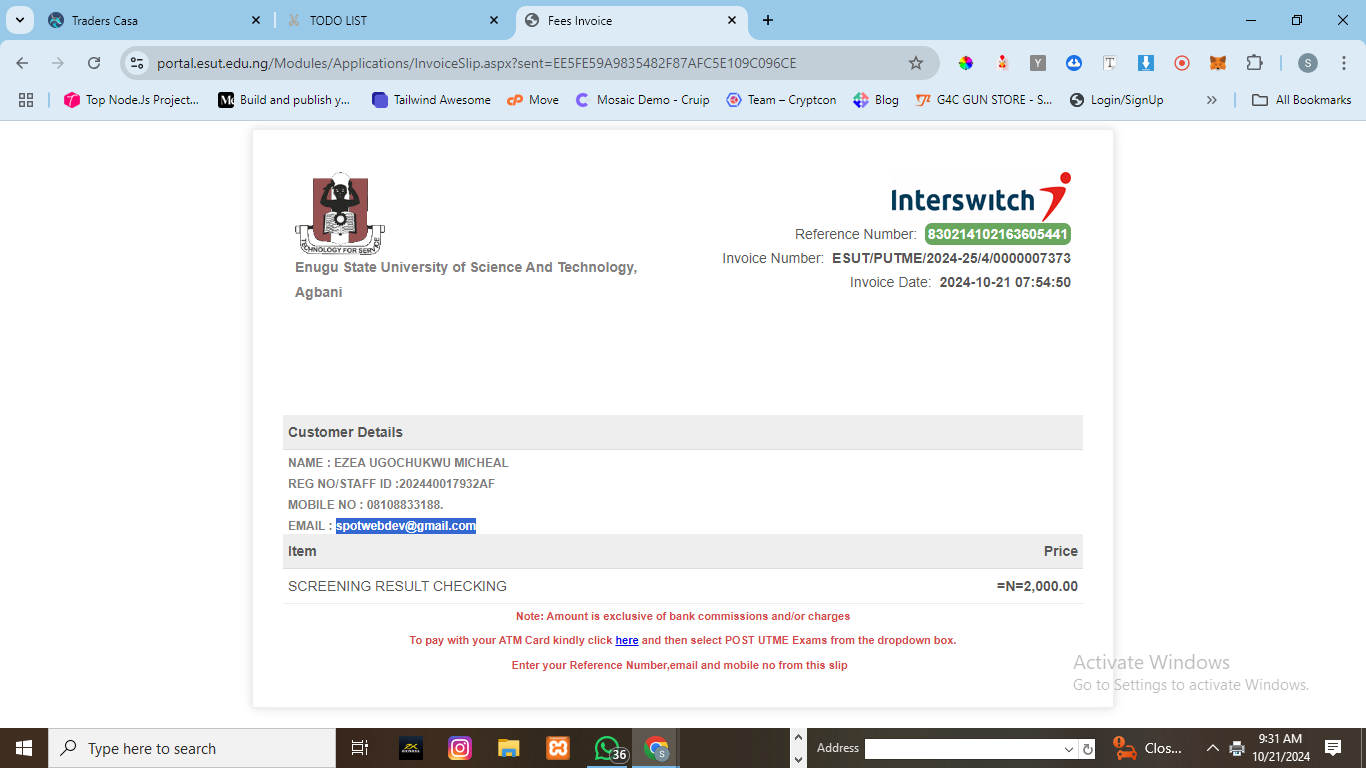 Traders Casa
TODO LIST
Fees Invoice
portal.esut.edu.ng/Modules/Applications/InvoiceSlip.aspx?sent=EE5FE59A9835482F87AFC5E109C096CE
S
Top Node.Js Project...
Build and publish y...
Tailwind Awesome
Move
Mosaic Demo - Cruip
Team – Cryptcon
Blog
G4C GUN STORE - S...
Login/SignUp
All Bookmarks
TECHNOLOGY FOR SERVICE
Interswitch
Reference Number: 830214102163605441
Invoice Number: ESUT/PUTME/2024-25/4/0000007373
Invoice Date: 2024-10-21 07:54:50
Enugu State University of Science And Technology,
Agbani
Customer Details
NAME : EZEA UGOCHUKWU MICHEAL
REG NO/STAFF ID :202440017932AF
MOBILE NO : 08108833188.
EMAIL : spotwebdev@gmail.com
Item Price
SCREENING RESULT CHECKING =N=2,000.00
Note: Amount is exclusive of bank commissions and/or charges
To pay with your ATM Card kindly click here and then select POST UTME Exams from the dropdown box.
Enter your Reference Number,email and mobile no from this slip
Activate Windows
Go to Settings to activate Windows.
Type here to search
36
S
Address
Clos...
9:31 AM
10/21/2024